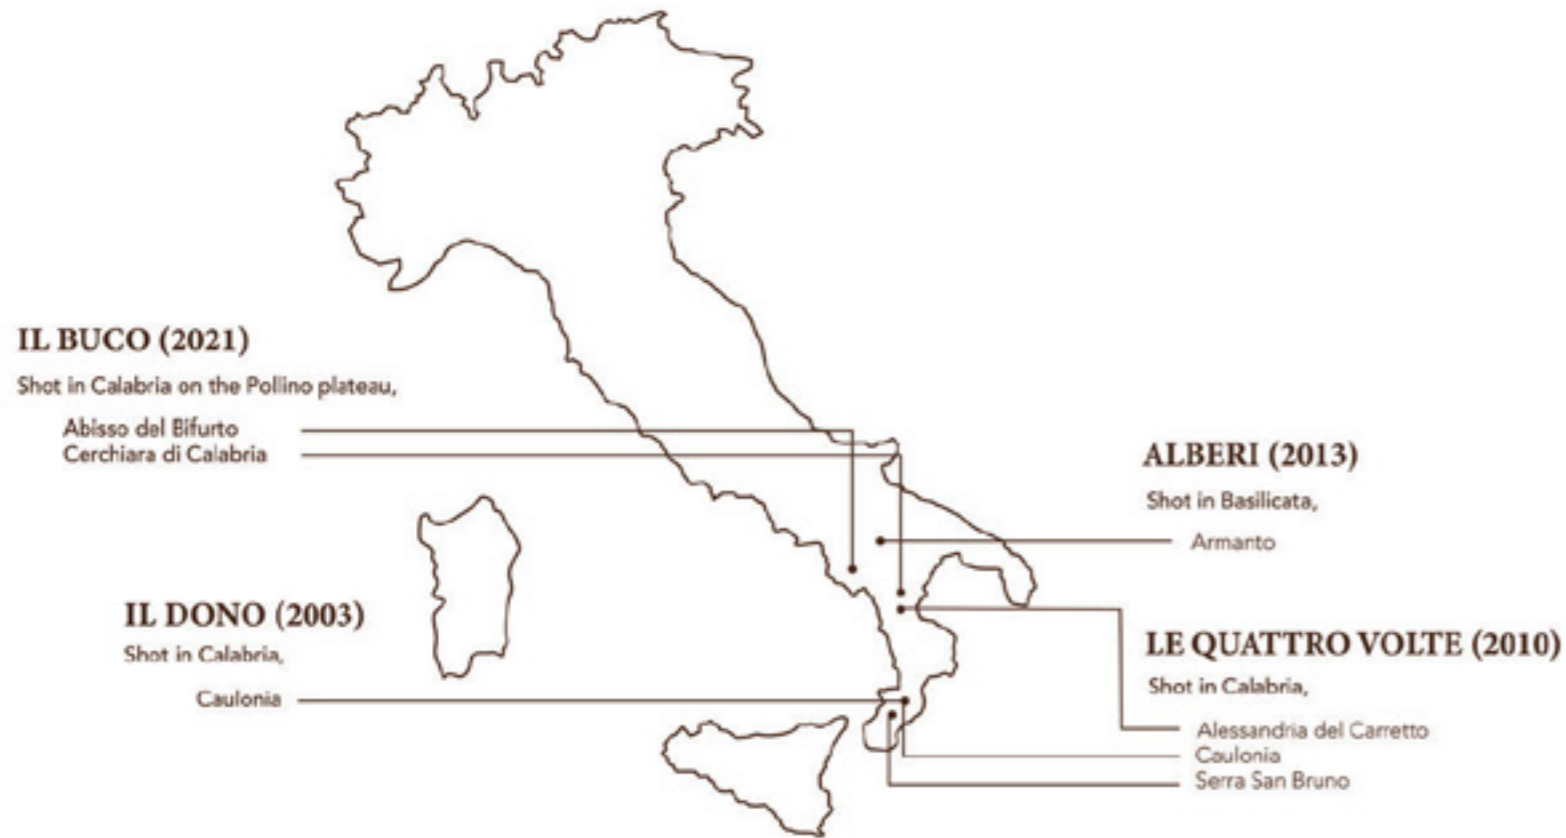 IL BUCO (2021)
Shot in Calabria on the Pollino plateau,
Abisso del Bifurto
Cerchiara di Calabria
ALBERI (2013)
Shot in Basilicata,
Armanto
IL DONO (2003)
Shot in Calabria,
Caulonia
LE QUATTRO VOLTE (2010)
Shot in Calabria,
Alessandria del Carretto
Caulonia
Serra San Bruno